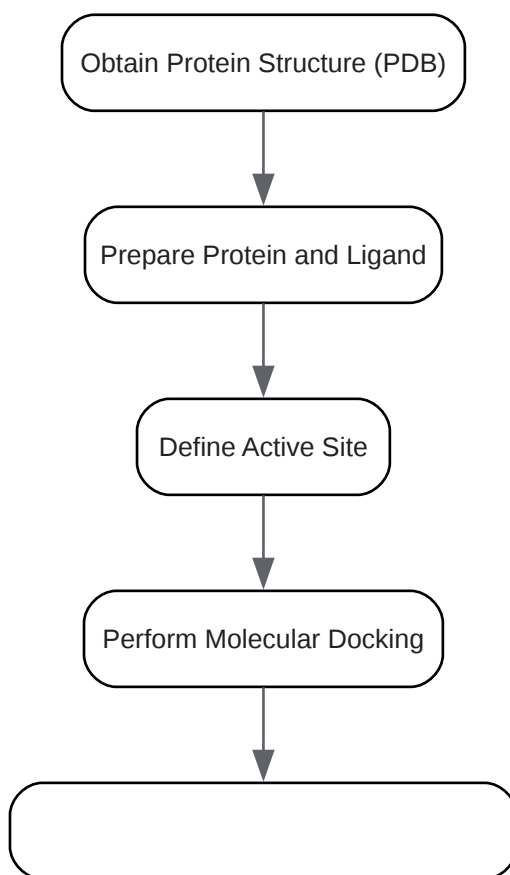 Obtain Protein Structure (PDB)
Prepare Protein and Ligand
Define Active Site
Perform Molecular Docking